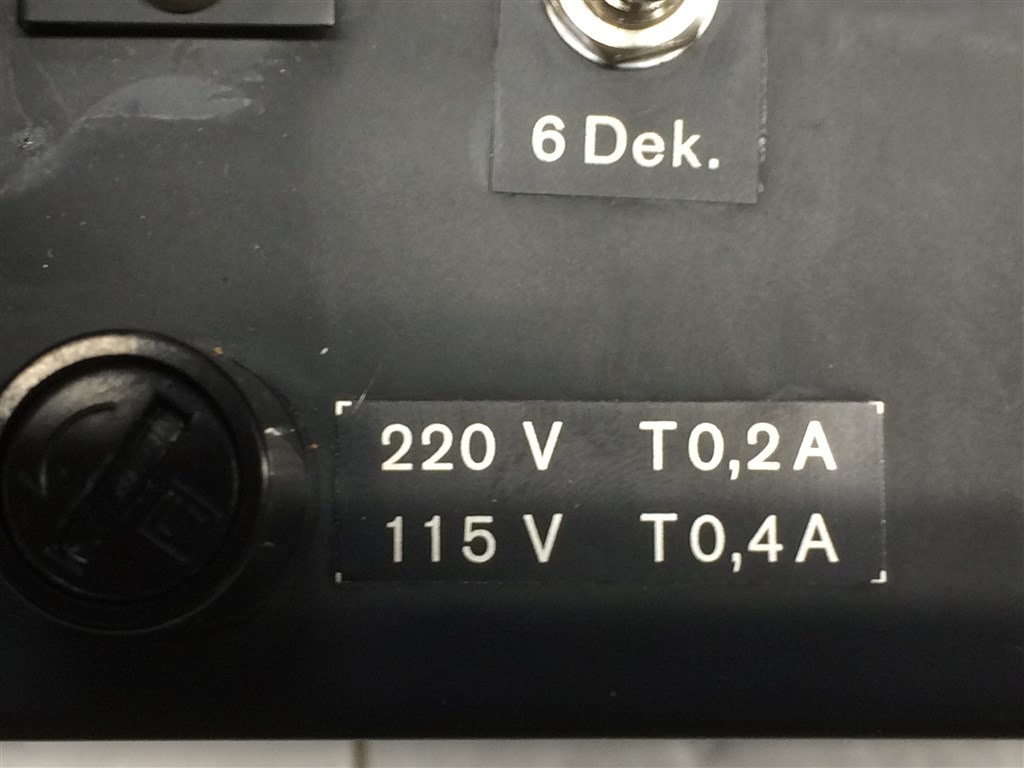 6 Dek.
220 V T0,2A
115 V T0,4A